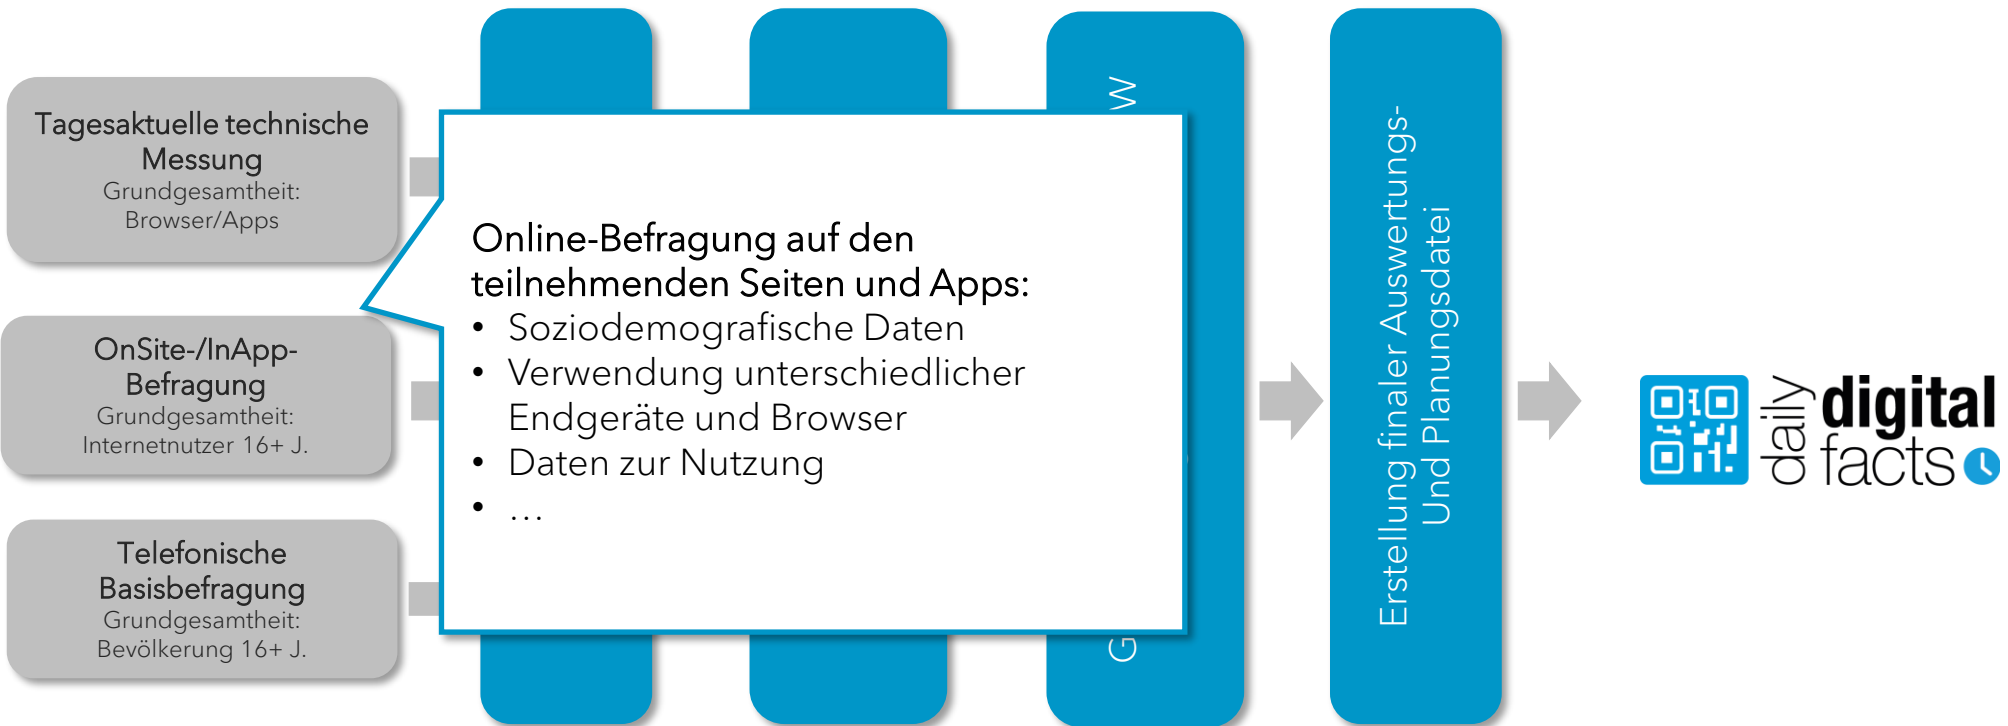 Tagesaktuelle technische
Messung
Grundgesamtheit:
Browser/Apps
OnSite-/InApp-
Befragung
Grundgesamtheit:
Internetnutzer 16+ J.
Telefonische
Basisbefragung
Grundgesamtheit:
Bevölkerung 16+ J.
Online-Befragung auf den
teilnehmenden Seiten und Apps:
• Soziodemografische Daten
• Verwendung unterschiedlicher
Endgeräte und Browser
• Daten zur Nutzung
• …
Erstellung finaler Auswertungs-
Und Planungsdatei
daily
digital
facts